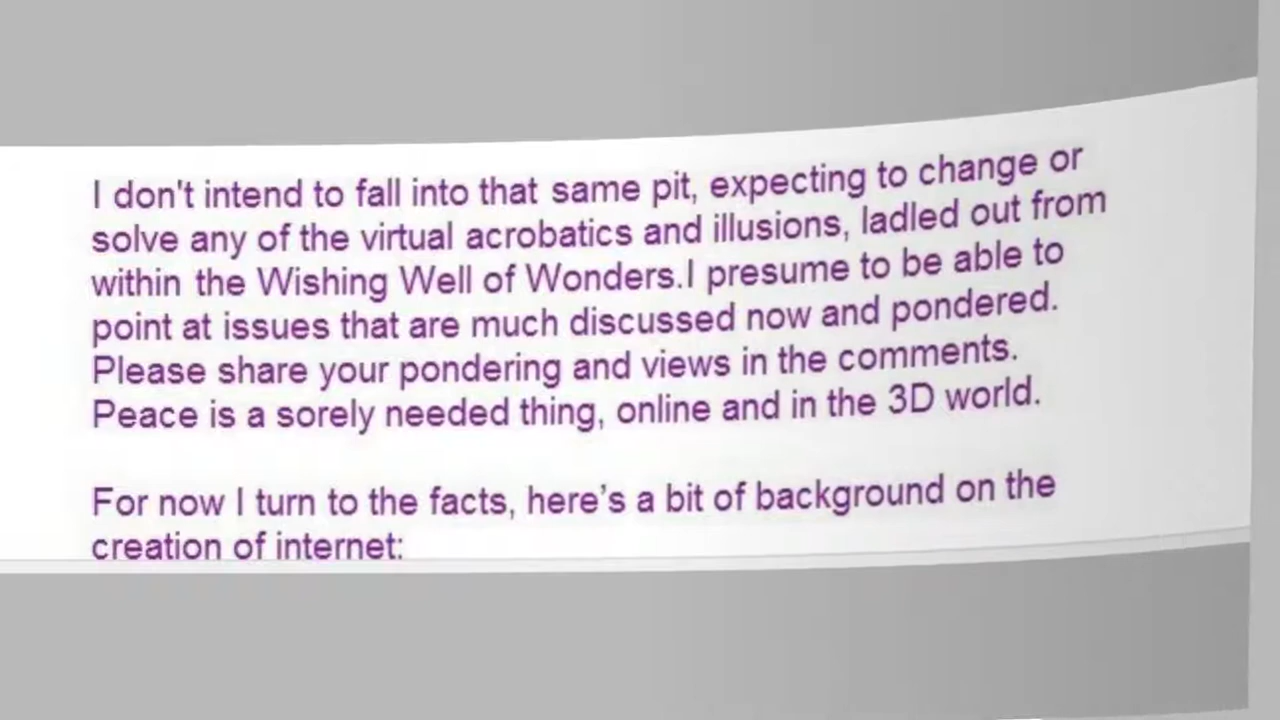 I don't intend to fall into that same pit, expecting to change or
solve any of the virtual acrobatics and illusions, ladled out from
within the Wishing Well of Wonders.I presume to be able to
point at issues that are much discussed now and pondered.
Please share your pondering and views in the comments.
Peace is a sorely needed thing, online and in the 3D world.
For now I turn to the facts, here’s a bit of background on the
creation of internet: